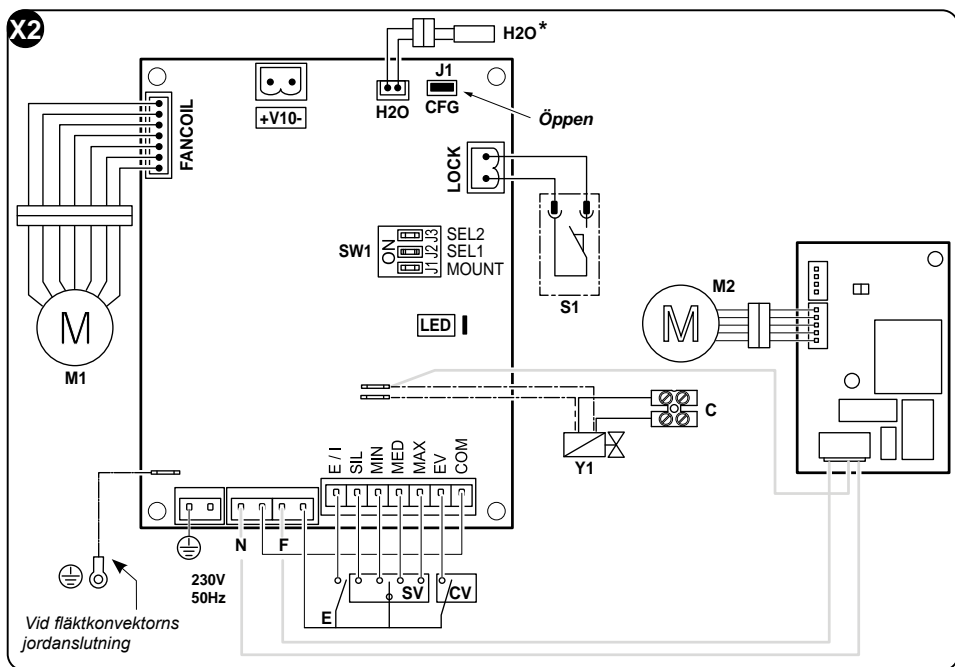 X2
H2O*
J1
H2O
CFG
Öppen
+V10-
FANCOIL
LOCK
SW1
ON
J1 J2 J3
SEL2
SEL1
MOUNT
S1
M
M1
M2
M
LED
C
Y1
E / I
SIL
MIN
MED
MAX
EV
COM
N
F
230V
50Hz
E
SV
CV
Vid fläktkonvektorns
jordanslutning